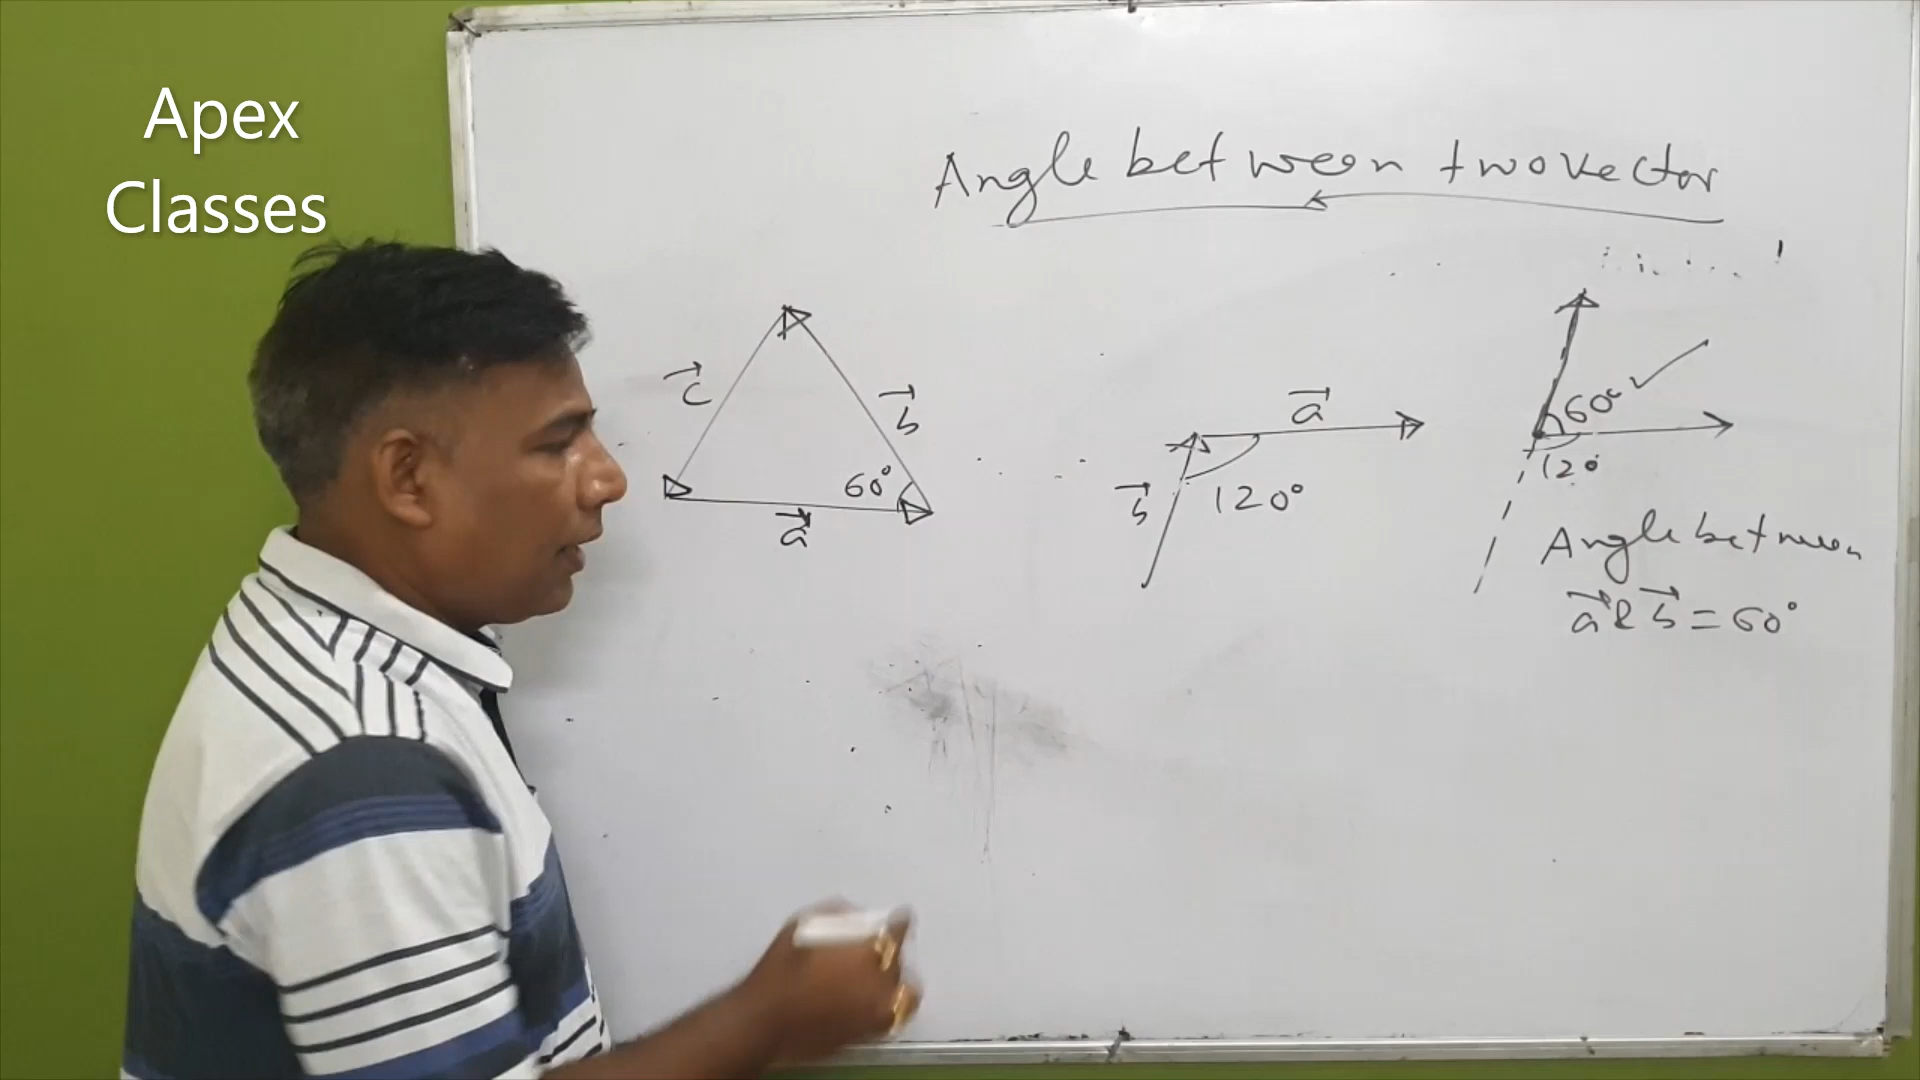 Apex
Classes
Angle between two vector
c
b
60°
a
a
b
120°
60°
120
Angle between
a & b = 60°